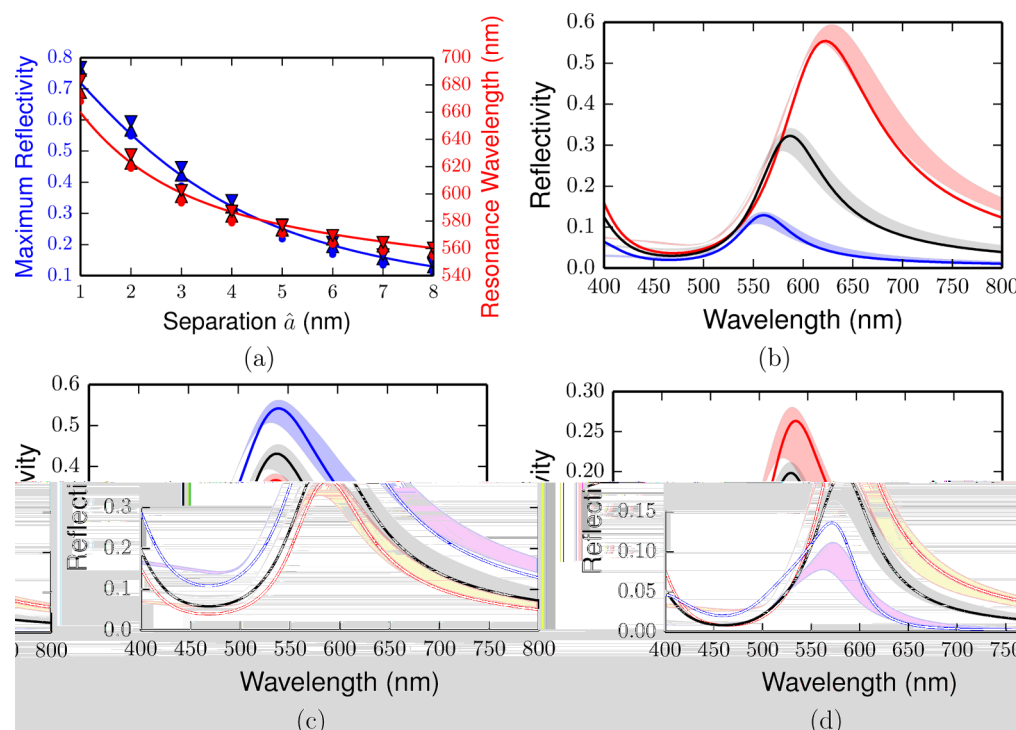 0.8
0.7
0.6
0.5
0.4
0.3
0.2
0.1
Maximum Reflectivity
700
680
660
640
620
600
580
560
540
Resonance Wavelength (nm)
1 2 3 4 5 6 7 8
Separation â (nm)
(a)
0.6
0.5
0.4
0.3
0.2
0.1
0.0
Reflectivity
400 450 500 550 600 650 700 750 800
Wavelength (nm)
(b)
0.6
0.5
0.4
0.3
0.2
0.1
0.0
vity
Reflecti
800
400 450 500 550 600 650 700 750 800
Wavelength (nm)
(c)
0.30
0.25
0.20
0.15
0.10
0.05
0.00
vity
Reflecti
400 450 500 550 600 650 700 750
Wavelength (nm)
(d)